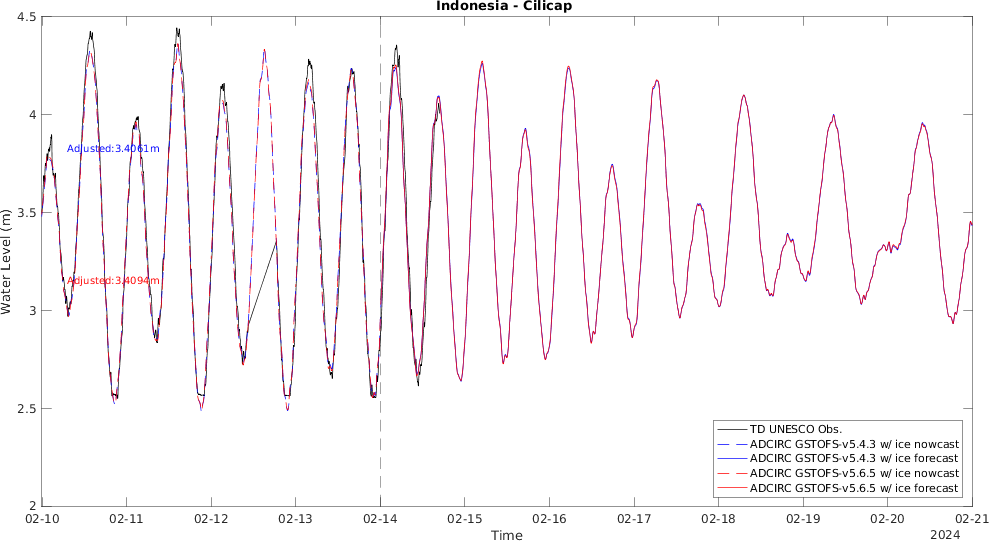 Indonesia - Cilicap
4.5
4
3.5
3
2.5
2
Water Level (m)
Adjusted:3.4061m
Adjusted:3.4094m
TD UNESCO Obs.
ADCIRC GSTOFS-v5.4.3 w/ ice nowcast
ADCIRC GSTOFS-v5.4.3 w/ ice forecast
ADCIRC GSTOFS-v5.6.5 w/ ice nowcast
ADCIRC GSTOFS-v5.6.5 w/ ice forecast
02-10 02-11 02-12 02-13 02-14 02-15 02-16 02-17 02-18 02-19 02-20 02-21
Time
2024